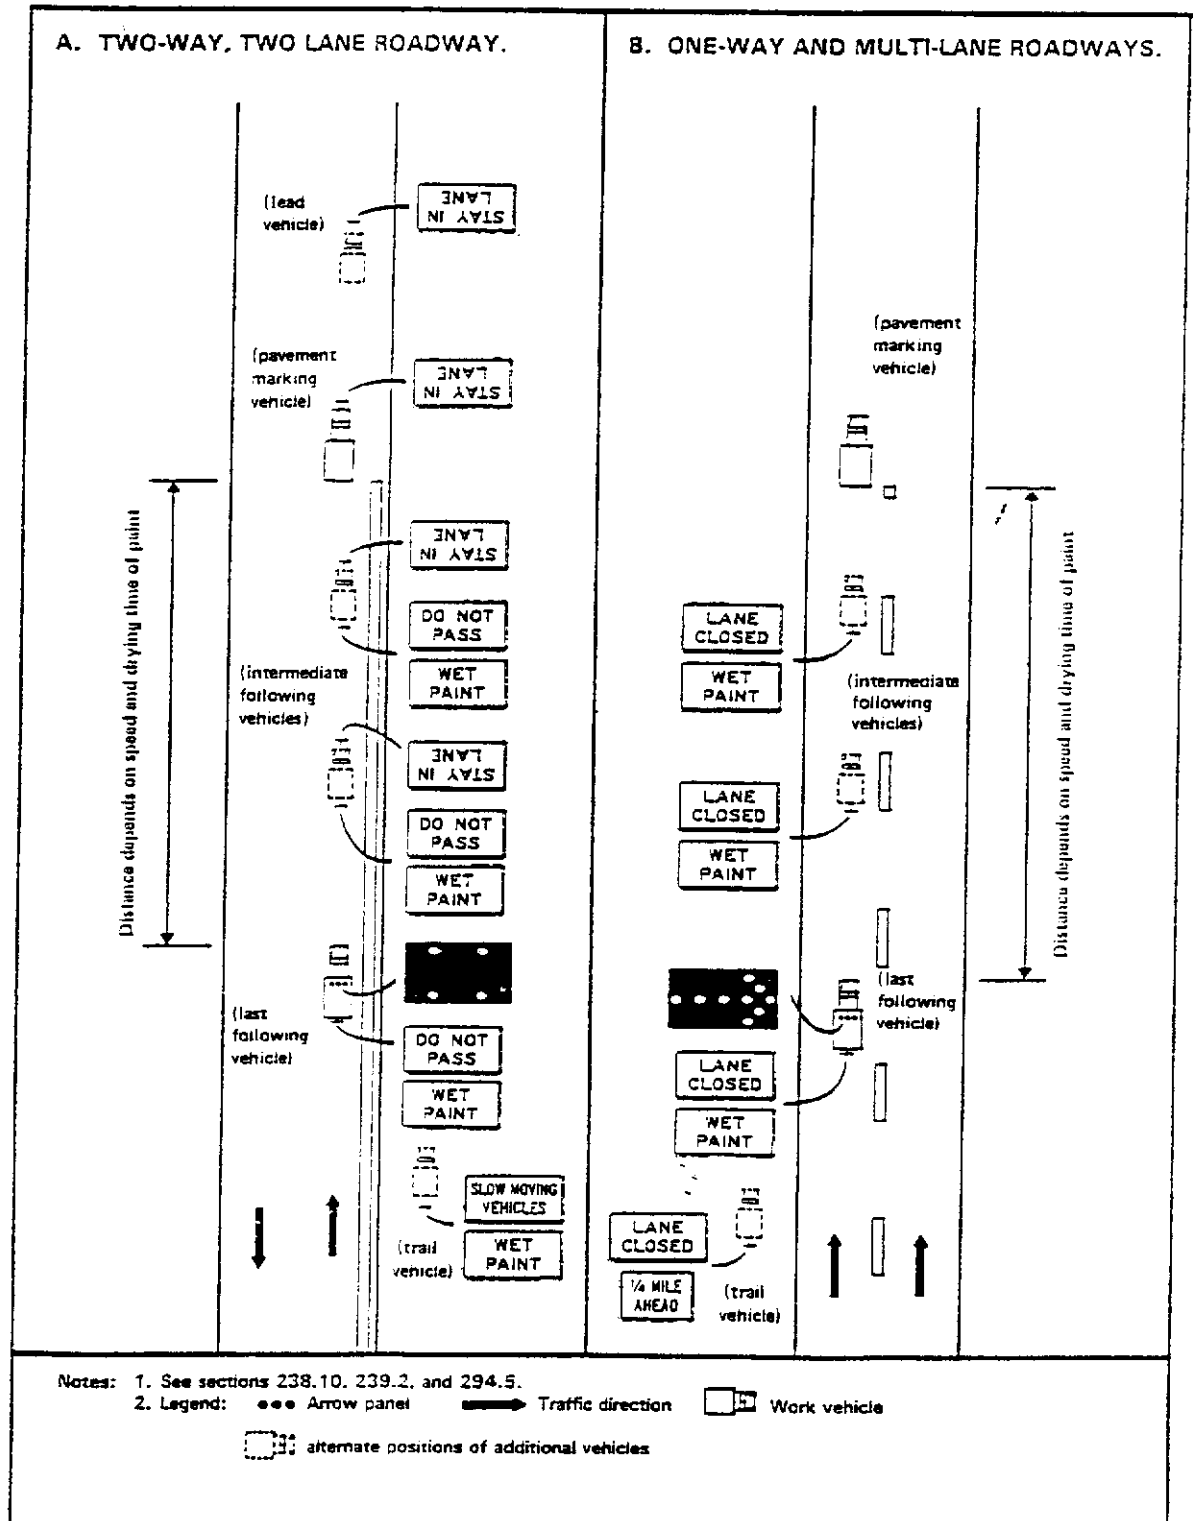 A. TWO-WAY, TWO LANE ROADWAY.
(lead
vehicle)
STAY IN
LANE
(pavement
marking
vehicle)
STAY IN
LANE
Distance depends on speed and drying time of paint
STAY IN
LANE
DO NOT
PASS
WET
PAINT
(intermediate
following
vehicles)
STAY IN
LANE
DO NOT
PASS
WET
PAINT
(last
following
vehicle)
DO NOT
PASS
WET
PAINT
SLOW MOVING
VEHICLES
WET
PAINT
(trail
vehicle)
B. ONE-WAY AND MULTI-LANE ROADWAYS.
(pavement
marking
vehicle)
LANE
CLOSED
WET
PAINT
(intermediate
following
vehicles)
LANE
CLOSED
WET
PAINT
Distance depends on speed and drying time of paint
(last
following
vehicle)
LANE
CLOSED
WET
PAINT
LANE
CLOSED
1/4 MILE
AHEAD
(trail
vehicle)
Notes: 1. See sections 238.10, 239.2, and 294.5.
2. Legend: Arrow panel Traffic direction Work vehicle
alternate positions of additional vehicles